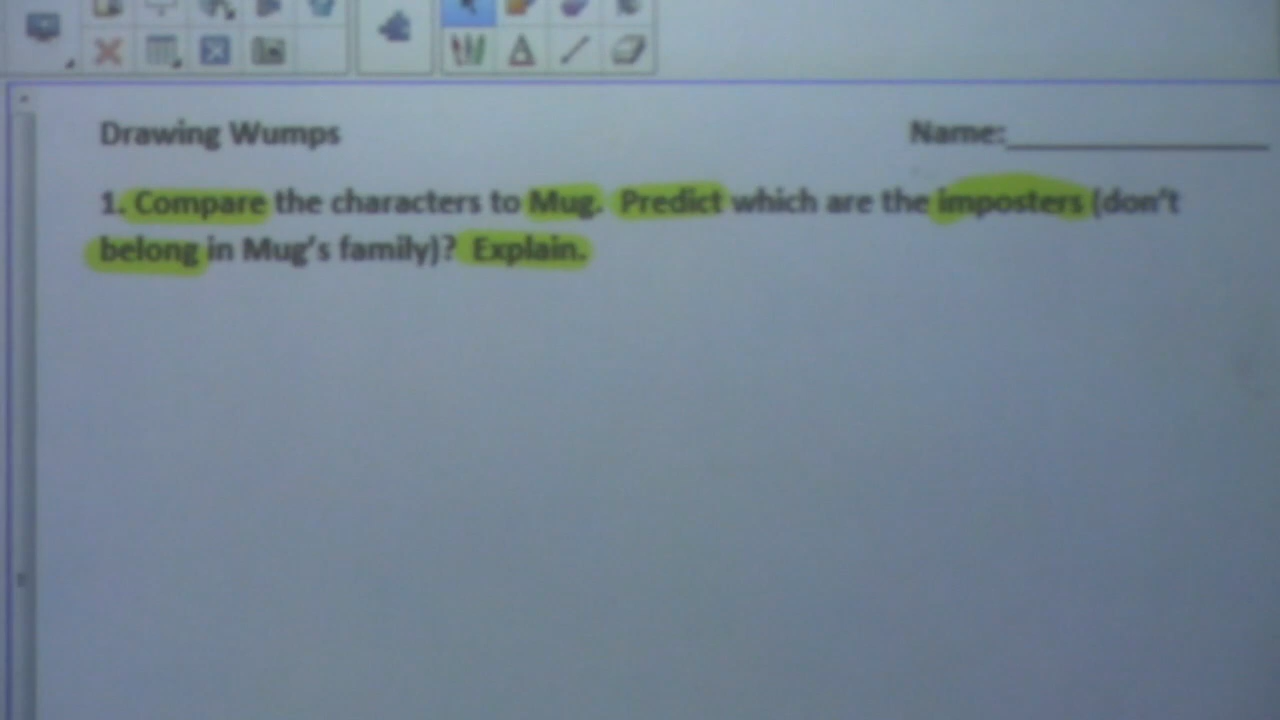 Drawing Wumps Name:
1. Compare the characters to Mug. Predict which are the imposters (don't
belong in Mug's family)? Explain.